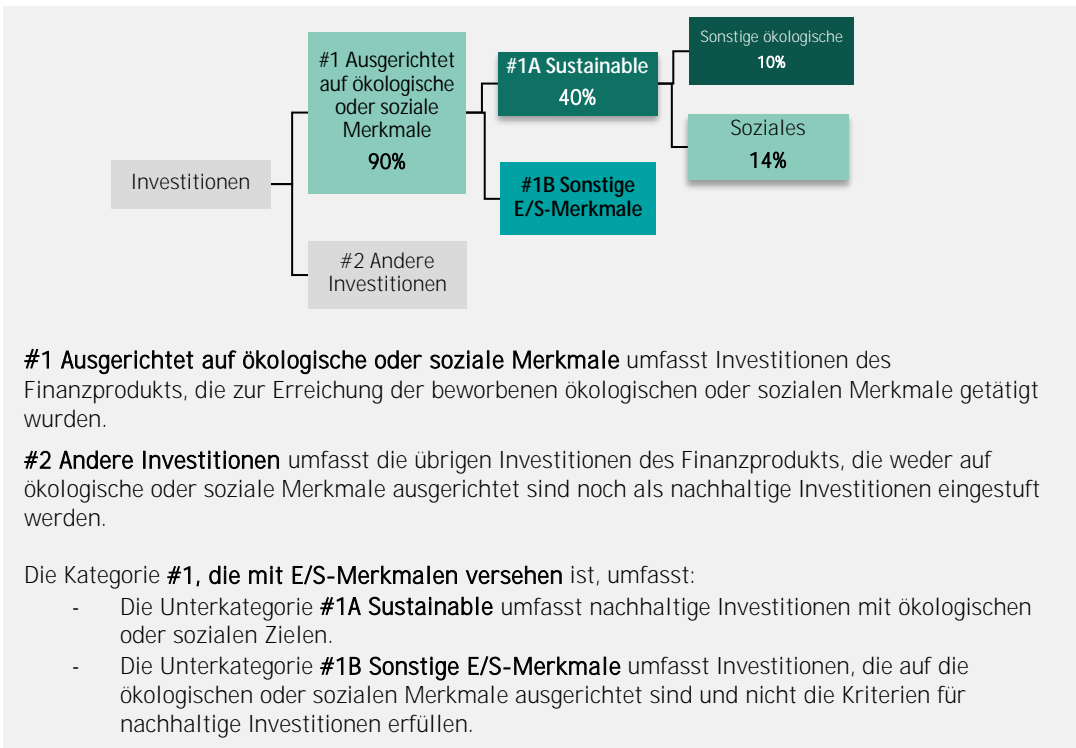 Sonstige ökologische
10%
#1 Ausgerichtet
auf ökologische
oder soziale
Merkmale
90%
#1A Sustainable
40%
Soziales
14%
Investitionen
#1B Sonstige
E/S-Merkmale
#2 Andere
Investitionen
#1 Ausgerichtet auf ökologische oder soziale Merkmale umfasst Investitionen des
Finanzprodukts, die zur Erreichung der beworbenen ökologischen oder sozialen Merkmale getätigt
wurden.
#2 Andere Investitionen umfasst die übrigen Investitionen des Finanzprodukts, die weder auf
ökologische oder soziale Merkmale ausgerichtet sind noch als nachhaltige Investitionen eingestuft
werden.
Die Kategorie #1, die mit E/S-Merkmalen versehen ist, umfasst:
- Die Unterkategorie #1A Sustainable umfasst nachhaltige Investitionen mit ökologischen
oder sozialen Zielen.
- Die Unterkategorie #1B Sonstige E/S-Merkmale umfasst Investitionen, die auf die
ökologischen oder sozialen Merkmale ausgerichtet sind und nicht die Kriterien für
nachhaltige Investitionen erfüllen.